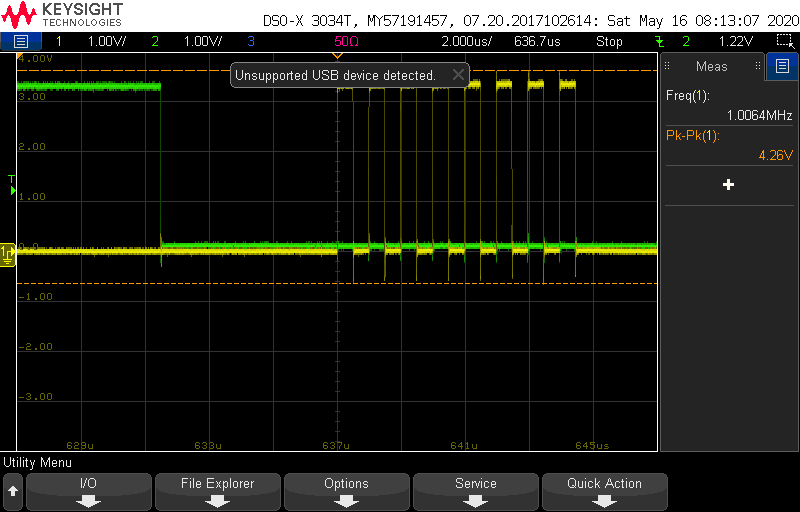 KEYSIGHT
TECHNOLOGIES
DSO-X 3034T, MY57191457, 07.20.2017102614: Sat May 16 08:13:07 2020
1 1.00V/ 2 1.00V/ 3 50Ω 2.000us/ 636.7us Stop 2 1.22V
4.00V
Unsupported USB device detected.
Meas
3.00
Freq(1):
1.0064MHz
Pk-Pk(1):
2.00
4.26V
T
1.00
0.0
1
-1.00
-2.00
-3.00
629u 633u 637u 641u 645us
Utility Menu
I/O File Explorer Options Service Quick Action